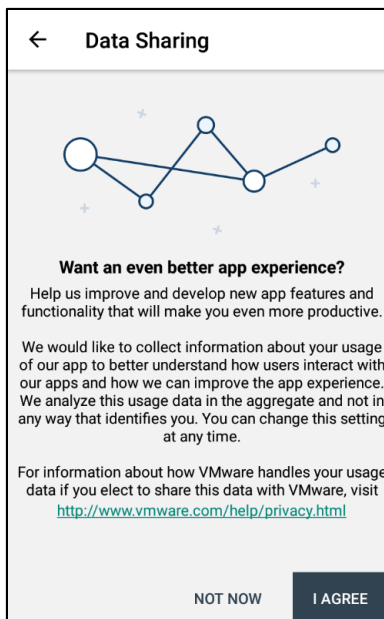 Data Sharing
Want an even better app experience?
Help us improve and develop new app features and
functionality that will make you even more productive.
We would like to collect information about your usage
of our app to better understand how users interact with
our apps and how we can improve the app experience.
We analyze this usage data in the aggregate and not in
any way that identifies you. You can change this setting
at any time.
For information about how VMware handles your usage
data if you elect to share this data with VMware, visit
http://www.vmware.com/help/privacy.html
NOT NOW I AGREE